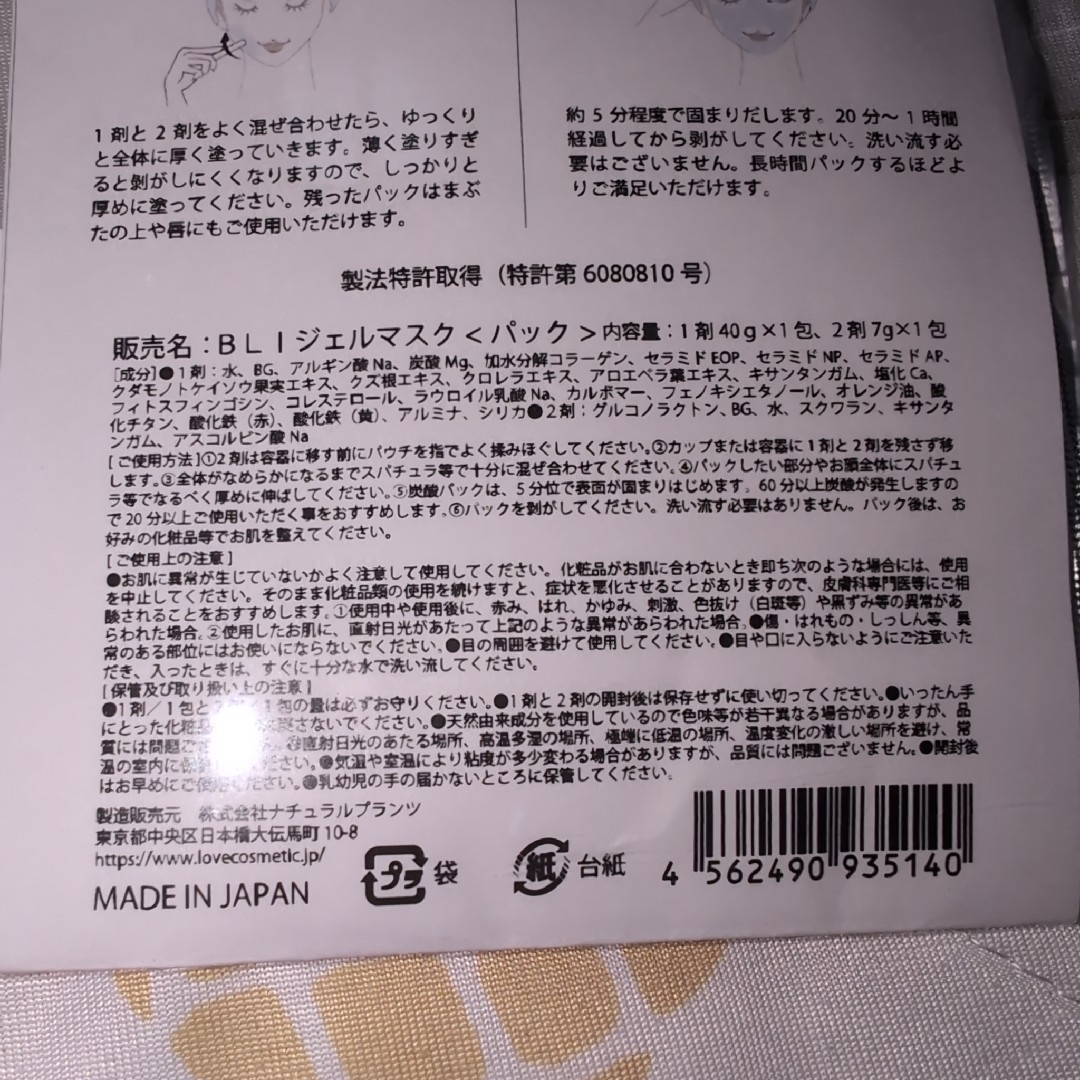 1剤と2剤をよく混ぜ合わせたら、ゆっくり
と全体に厚く塗っていきます。薄く塗りすぎ
ると剝がしにくくなりますので、しっかりと
厚めに塗ってください。残ったパックはまぶ
たの上や唇にもご使用いただけます。
約5分程度で固まりだします。20分〜1時間
経過してから剥がしてください。洗い流す必
要はございません。長時間パックするほどよ
りご満足いただけます。
製法特許取得（特許第6080810号）
販売名：BLIジェルマスク＜パック＞内容量：1剤40g×1包、2剤7g×1包
[成分]●1剤：水、BG、アルギン酸Na、炭酸Mg、加水分解コラーゲン、セラミドEOP、セラミドNP、セラミドAP、
クダモノトケイソウ果実エキス、クズ根エキス、クロレラエキス、アロエベラ葉エキス、キサンタンガム、塩化Ca、
フィトスフィンゴシン、コレステロール、ラウロイル乳酸Na、カルボマー、フェノキシエタノール、オレンジ油、酸
化チタン、酸化鉄（赤）、酸化鉄（黄）、アルミナ、シリカ●2剤：グルコノラクトン、BG、水、スクワラン、キサンタ
ンガム、アスコルビン酸Na
[ご使用方法]①2剤は容器に移す前にパウチを指でよく揉みほぐしてください。②カップまたは容器に1剤と2剤を残さず移
します。③全体がなめらかになるまでスパチュラ等で十分に混ぜ合わせてください。④パックしたい部分やお顔全体にスパチュ
ラ等でなるべく厚めに伸ばしてください。⑤炭酸パックは、5分位で表面が固まりはじめます。60分以上炭酸が発生しますの
で20分以上ご使用いただく事をおすすめします。⑥パックを剥がしてください。洗い流す必要はありません。パック後は、お
好みの化粧品等でお肌を整えてください。
[ご使用上の注意]
●お肌に異常が生じていないかよく注意して使用してください。化粧品がお肌に合わないとき即ち次のような場合には、使用
を中止してください。そのまま化粧品類の使用を続けますと、症状を悪化させることがありますので、皮膚科専門医等にご相
談されることをおすすめします。①使用中や使用後に、赤み、はれ、かゆみ、刺激、色抜け（白斑等）や黒ずみ等の異常があ
らわれた場合。②使用したお肌に、直射日光があたって上記のような異常があらわれた場合。●傷・はれもの・しっしん等、異
常のある部位にはお使いにならないでください。●目の周囲を避けて使用してください。●目や口に入らないようにご注意いた
だき、入ったときは、すぐに十分な水で洗い流してください。
[保管及び取り扱い上の注意]
●1剤／1包と 1包の量は必ずお守りください。●1剤と2剤の開封後は保存せずに使い切ってください。●いったん手
にとった化粧品 戻さないでください。●天然由来成分を使用しているので色味等が若干異なる場合がありますが、品
質には問題ござ 直射日光のあたる場所、高温多湿の場所、極端に低温の場所、温度変化の激しい場所を避け、常
温の室内に保 ●気温や室温により粘度が多少変わる場合がありますが、品質には問題ございません。●開封後
はお早めにご使 ください。●乳幼児の手の届かないところに保管してください。
製造販売元　株式会社ナチュラルプランツ
東京都中央区日本橋大伝馬町10-8
https://www.lovecosmetic.jp/
MADE IN JAPAN
プラ 袋
紙 台紙
4 562490 935140